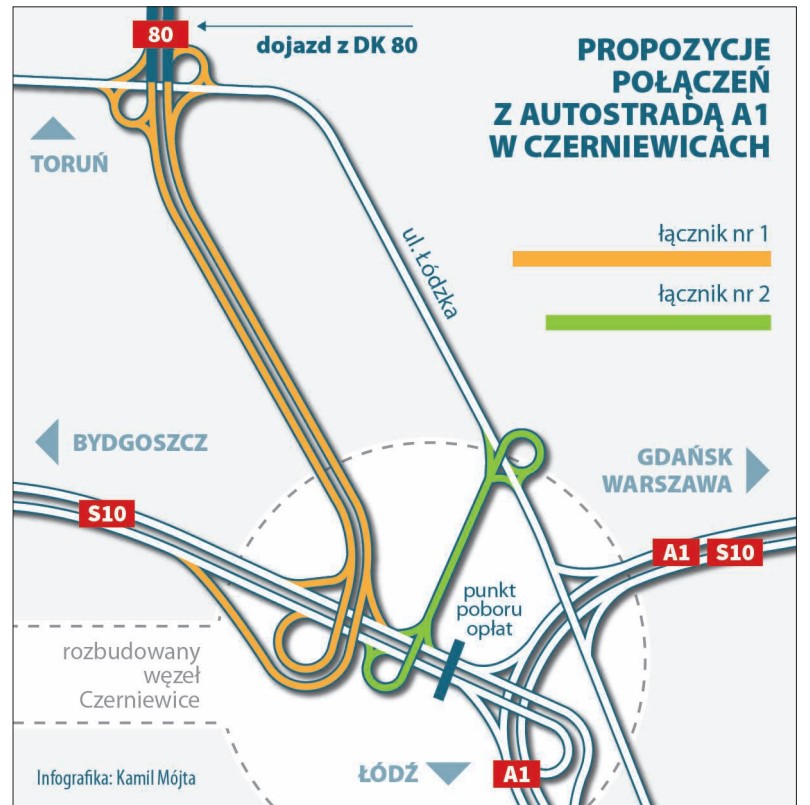 80
dojazd z DK 80
PROPOZYCJE
POŁĄCZEŃ
Z AUTOSTRADĄ A1
W CZERNIEWICACH
TORUŃ
łącznik nr 1
ul. Łódzka
łącznik nr 2
BYDGOSZCZ
GDAŃSK
WARSZAWA
S10
A1 S10
punkt
poboru
opłat
rozbudowany
węzeł
Czerniewice
Infografika: Kamil Mójta
ŁÓDŹ
A1